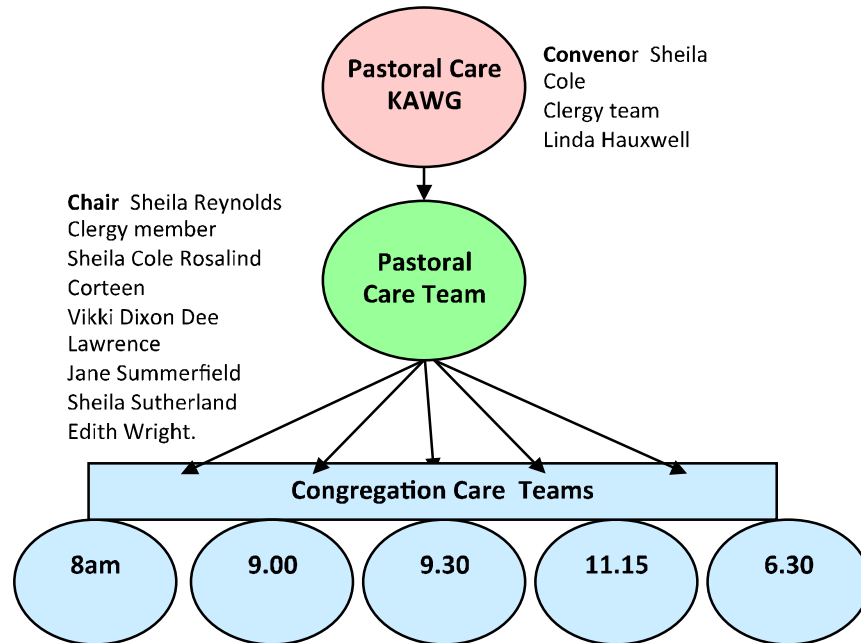 Pastoral Care
KAWG
Convenor Sheila
Cole
Clergy team
Linda Hauxwell
Chair Sheila Reynolds
Clergy member
Sheila Cole Rosalind
Corteen
Vikki Dixon Dee
Lawrence
Jane Summerfield
Sheila Sutherland
Edith Wright.
Pastoral
Care Team
Congregation Care Teams
8am
9.00
9.30
11.15
6.30